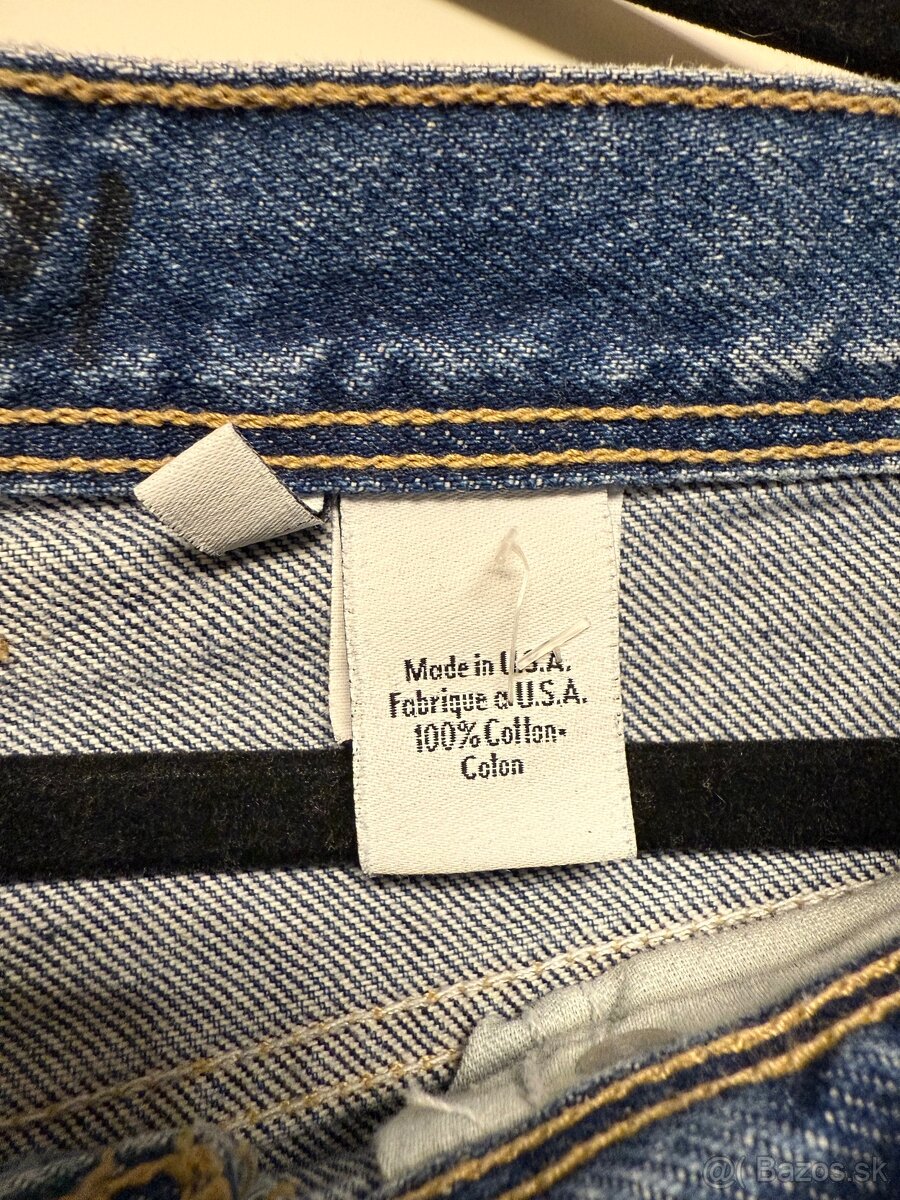 Made in U.S.A.
Fabrique a U.S.A.
100% Cotton-
Coton
@( Bazos.sk